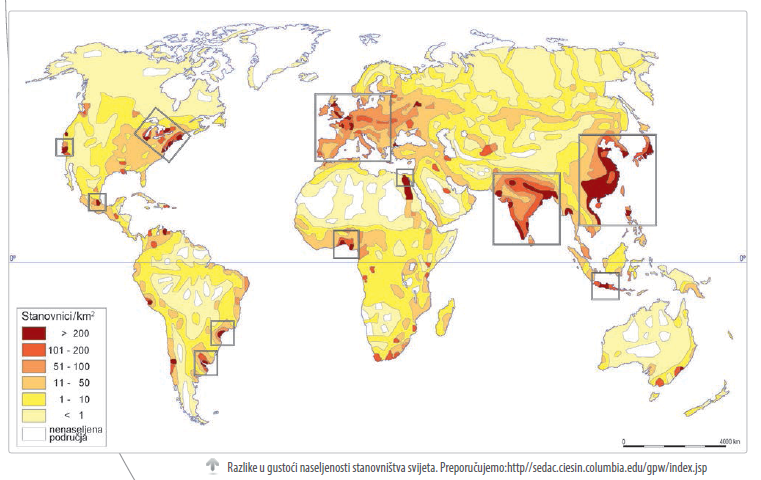 0°
0°
Stanovnici/km²
> 200
101 - 200
51 - 100
11 - 50
1 - 10
< 1
nenaseljena
područja
0
4000 km
Razlike u gustoći naseljenosti stanovništva svijeta. Preporučujemo:http//sedac.ciesin.columbia.edu/gpw/index.jsp